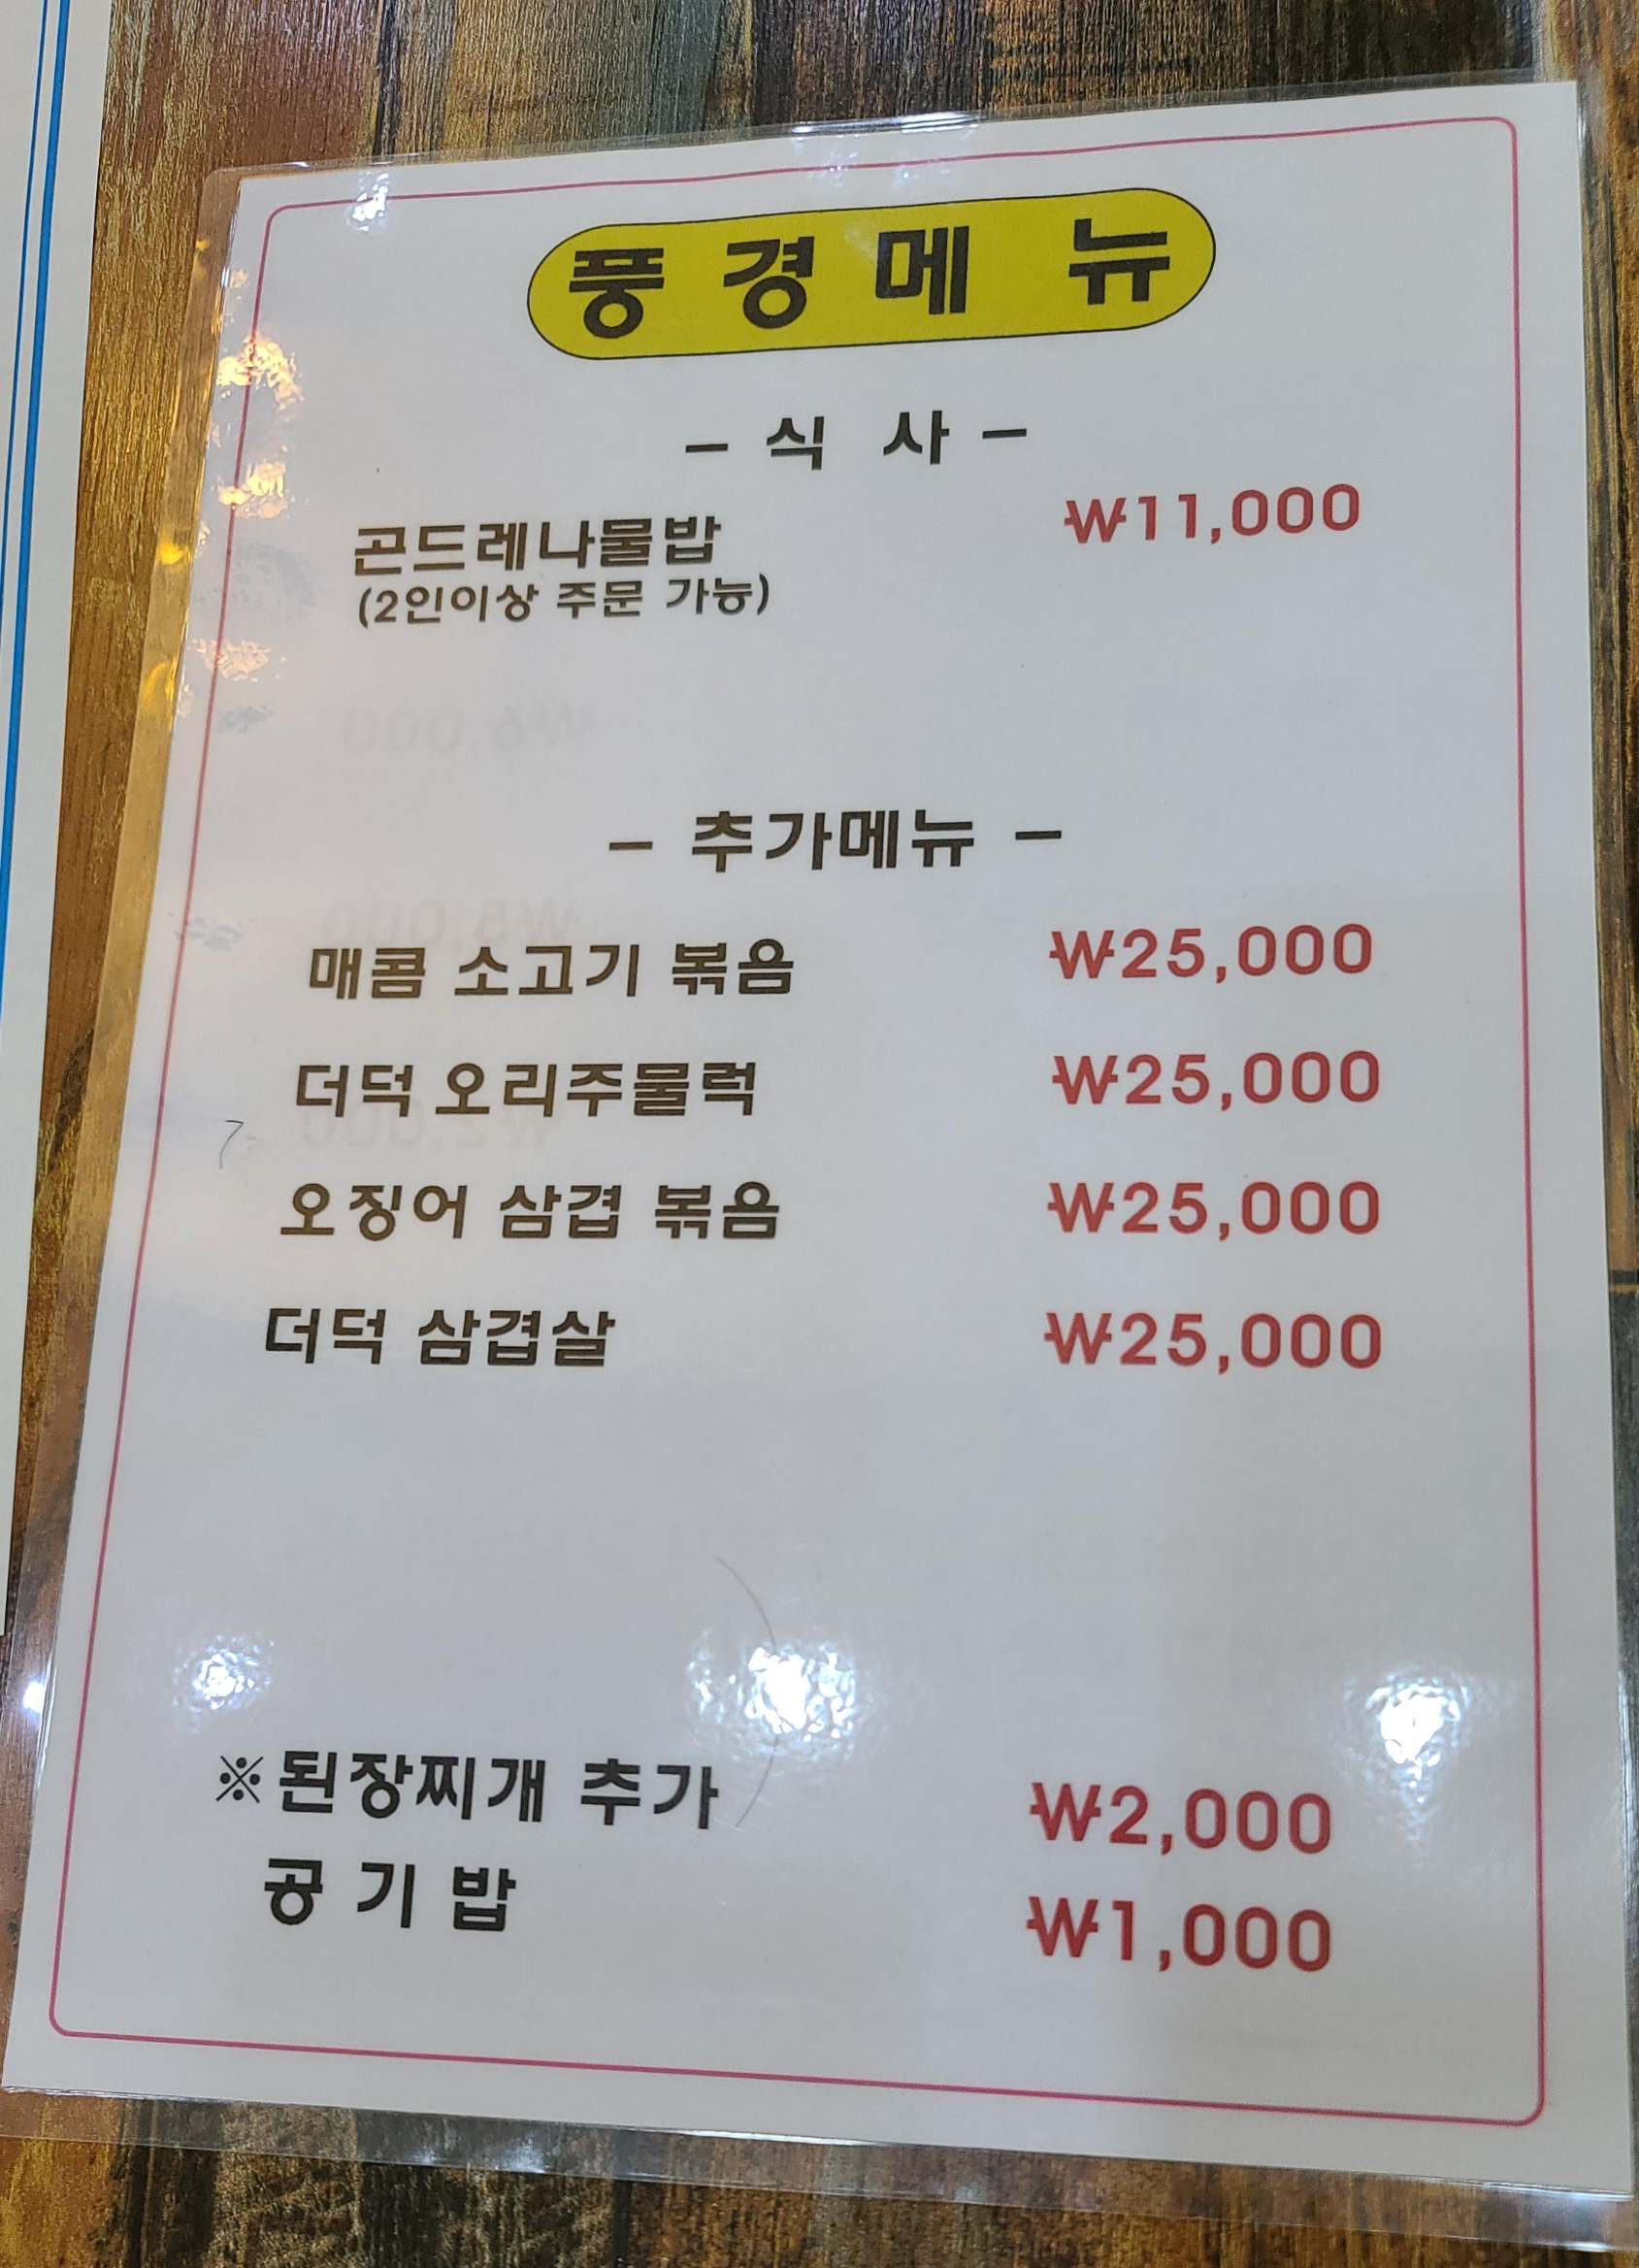 풍경메뉴
- 식 사 -
곤드레나물밥 ₩11,000
(2인이상 주문 가능)
- 추가메뉴 -
매콤 소고기 볶음 ₩25,000
더덕 오리주물럭 ₩25,000
오징어 삼겹 볶음 ₩25,000
더덕 삼겹살 ₩25,000
※된장찌개 추가 ₩2,000
공기밥 ₩1,000